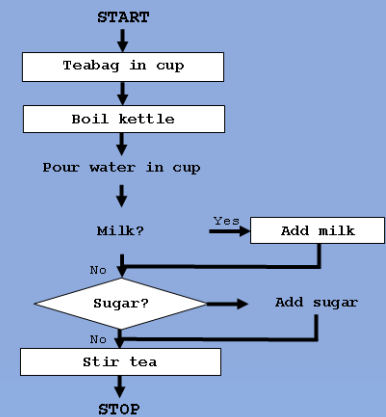 START
Teabag in cup
Boil kettle
Pour water in cup
Milk?
Yes
Add milk
No
Sugar?
Add sugar
No
Stir tea
STOP